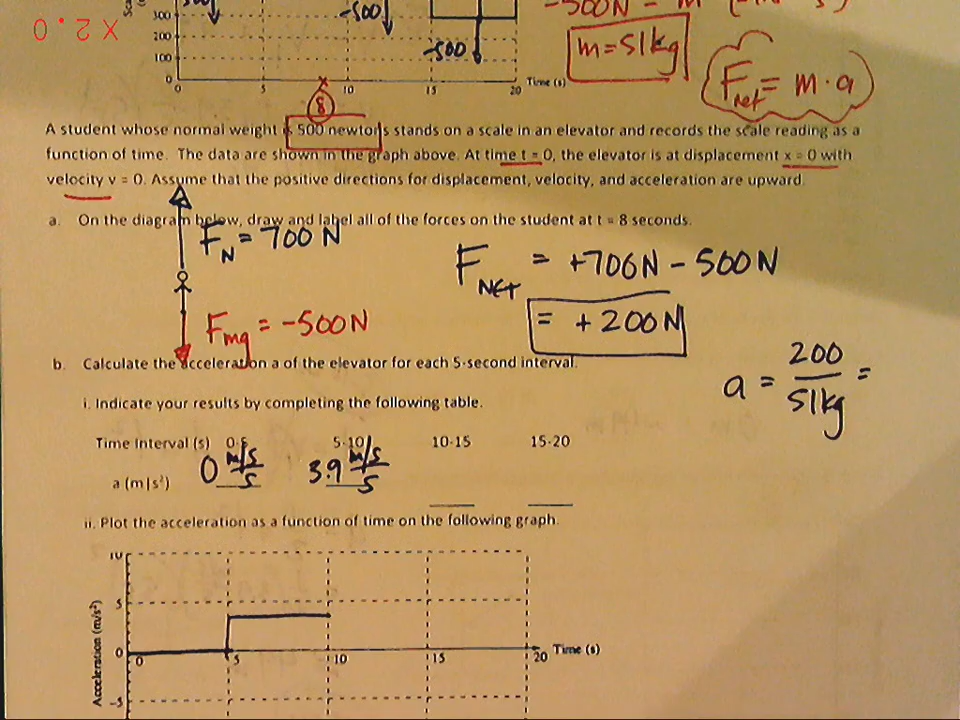 -500N = m
300
-500
200
100
-500
m=51kg
X 2.0
0
0 5 10 15 20 Time (s)
8
Fnet = m · a
A student whose normal weight is 500 newtons stands on a scale in an elevator and records the scale reading as a
function of time. The data are shown in the graph above. At time t = 0, the elevator is at displacement x = 0 with
velocity v = 0. Assume that the positive directions for displacement, velocity, and acceleration are upward.
a. On the diagram below, draw and label all of the forces on the student at t = 8 seconds.
FN = 700 N
FNET = +700N - 500N
= +200N
Fmg = -500N
b. Calculate the acceleration a of the elevator for each 5-second interval.
a = 200/51kg =
i. Indicate your results by completing the following table.
Time Interval (s) 0-5 5-10 10-15 15-20
a (m|s²) 0 m/s/s 3.9 m/s/s
ii. Plot the acceleration as a function of time on the following graph.
10
5
Acceleration (m/s²)
0
0 5 10 15 20 Time (s)
-5